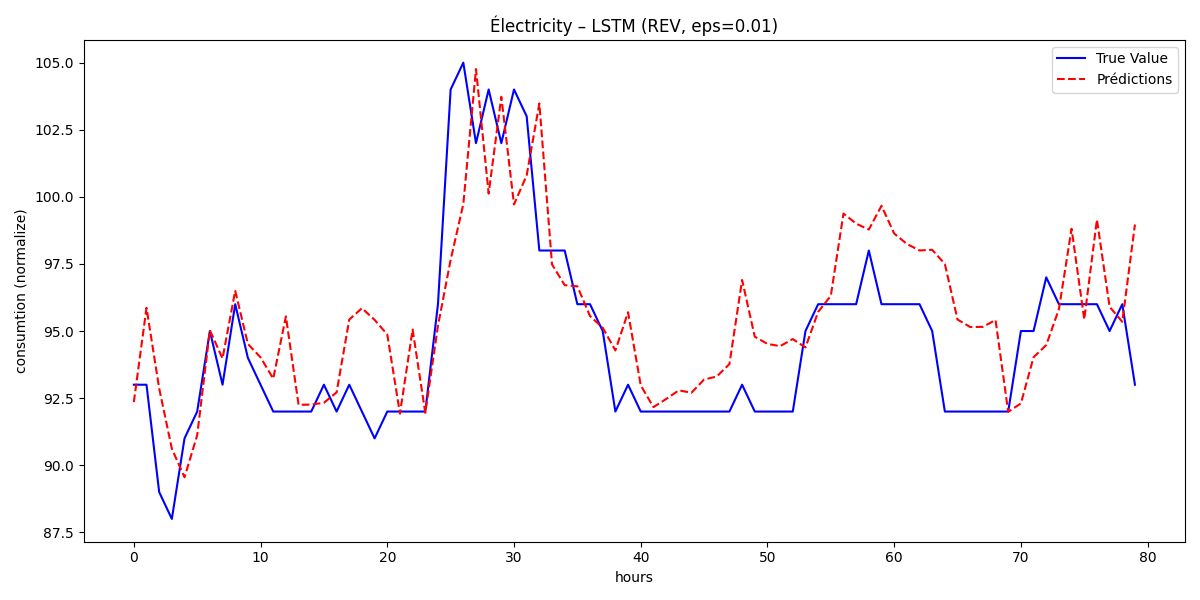 Électricity – LSTM (REV, eps=0.01)
True Value
Prédictions
consumtion (normalize)
105.0
102.5
100.0
97.5
95.0
92.5
90.0
87.5
0 10 20 30 40 50 60 70 80
hours